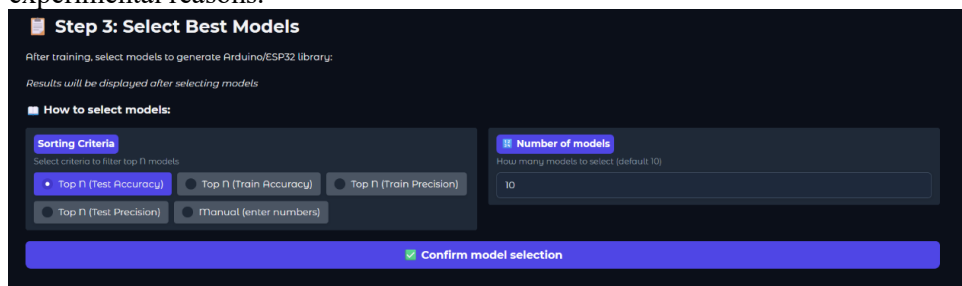 experimental reasons.
Step 3: Select Best Models
After training, select models to generate Arduino/ESP32 library:
Results will be displayed after selecting models
How to select models:
Sorting Criteria
Select criteria to filter top N models
Top N (Test Accuracy)
Top N (Train Accuracy)
Top N (Train Precision)
Top N (Test Precision)
Manual (enter numbers)
Number of models
How many models to select (default 10)
10
Confirm model selection